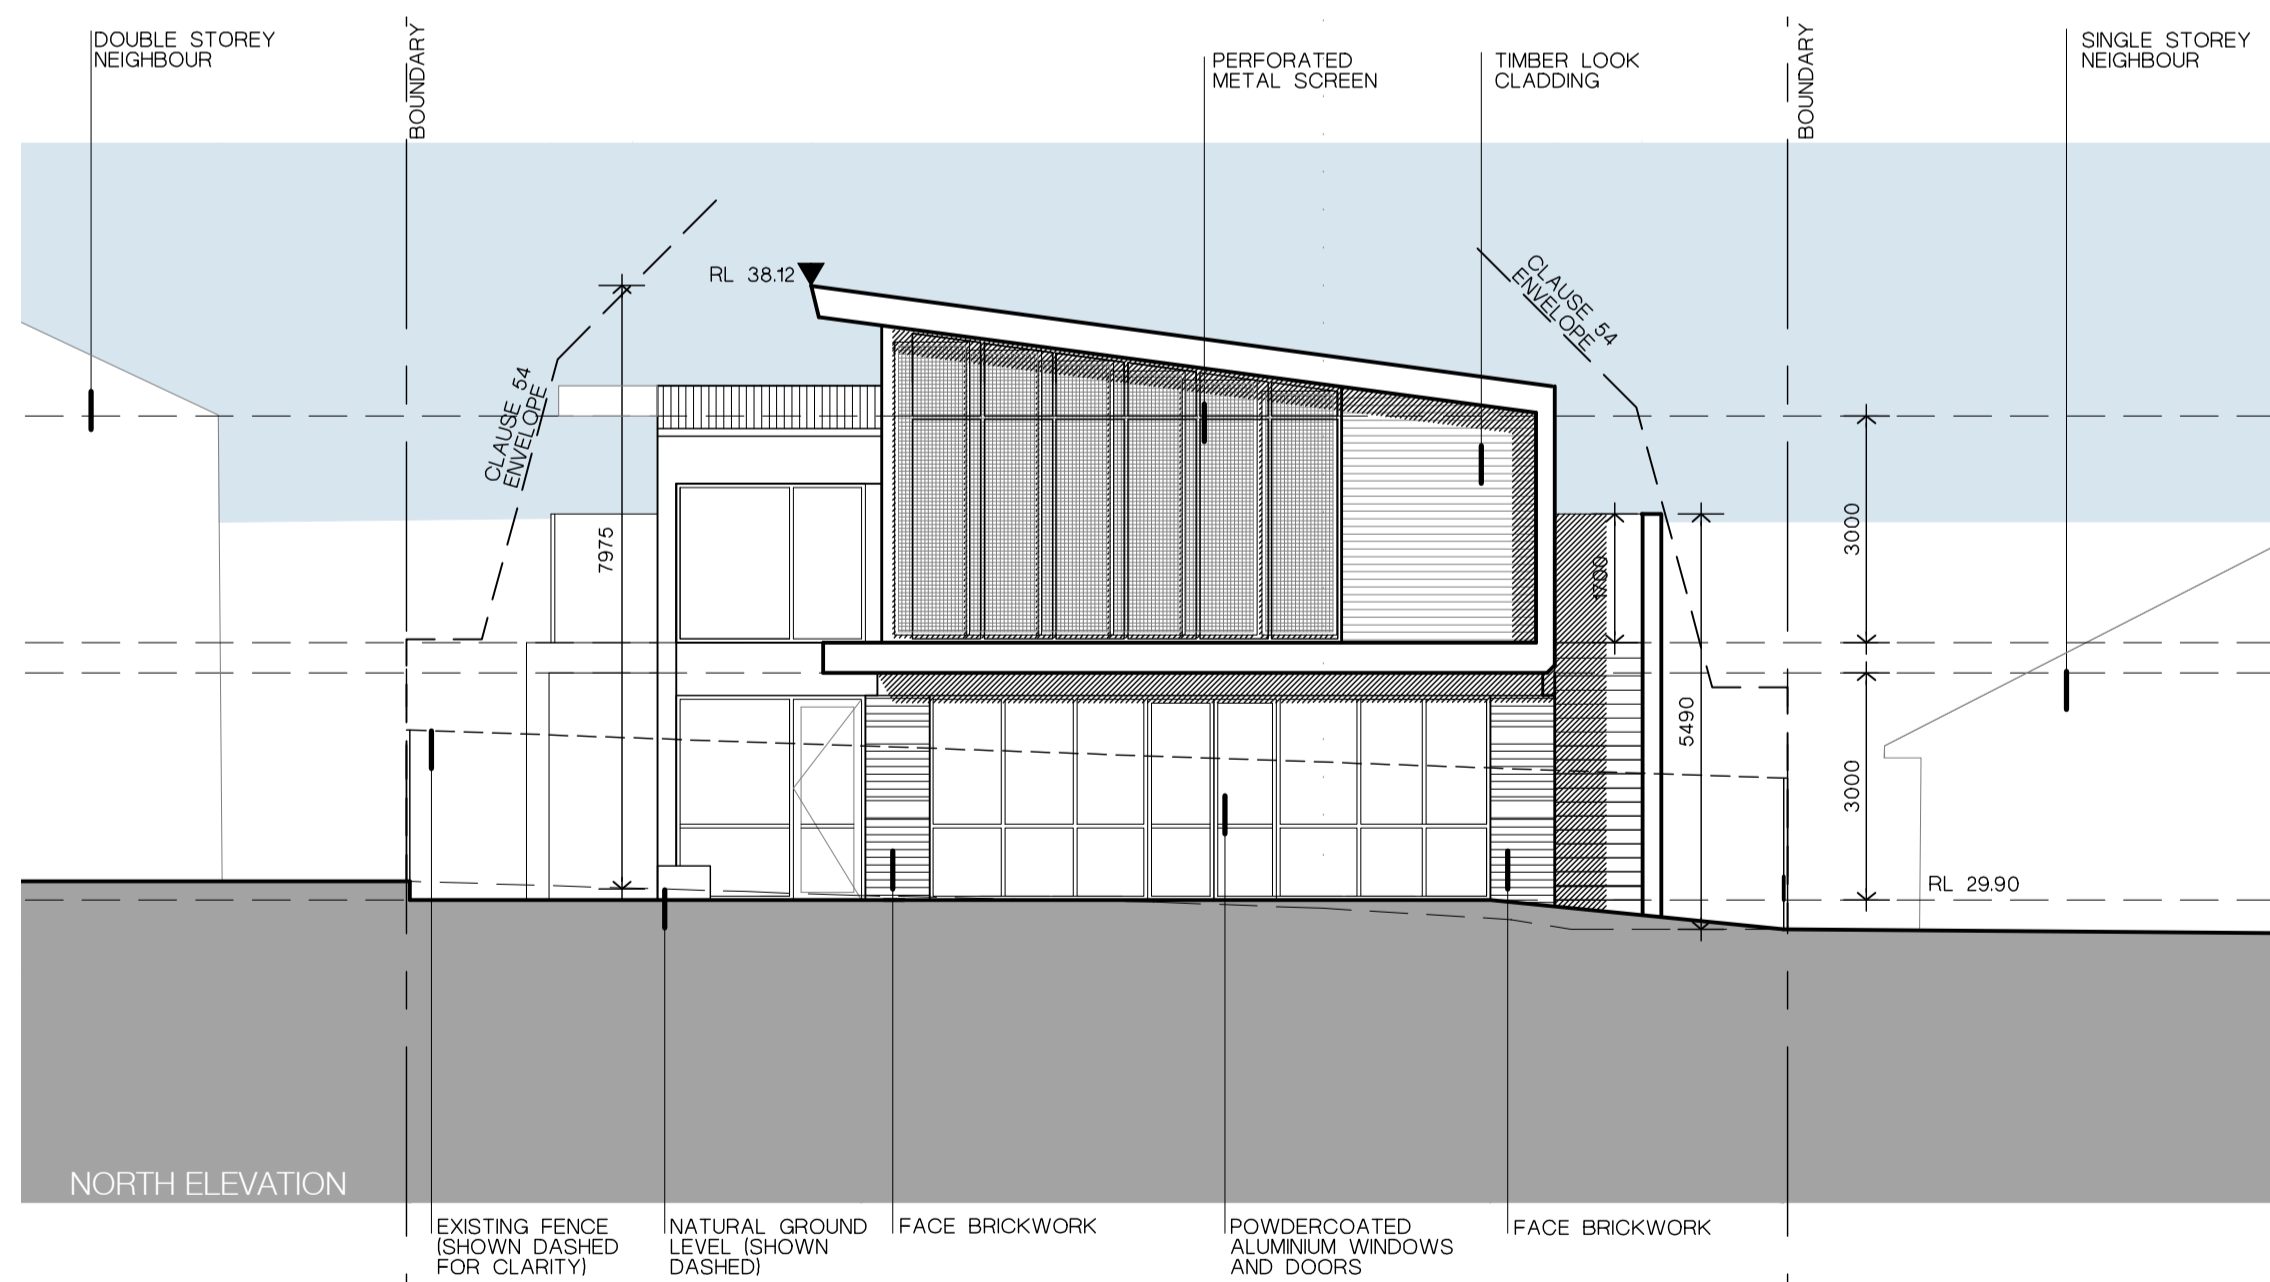 DOUBLE STOREY
NEIGHBOUR
BOUNDARY
PERFORATED
METAL SCREEN
TIMBER LOOK
CLADDING
BOUNDARY
SINGLE STOREY
NEIGHBOUR
RL 38.12
CLAUSE 54
ENVELOPE
CLAUSE 54
ENVELOPE
7975
1700
3000
5490
3000
RL 29.90
NORTH ELEVATION
EXISTING FENCE
(SHOWN DASHED
FOR CLARITY)
NATURAL GROUND
LEVEL (SHOWN
DASHED)
FACE BRICKWORK
POWDERCOATED
ALUMINIUM WINDOWS
AND DOORS
FACE BRICKWORK